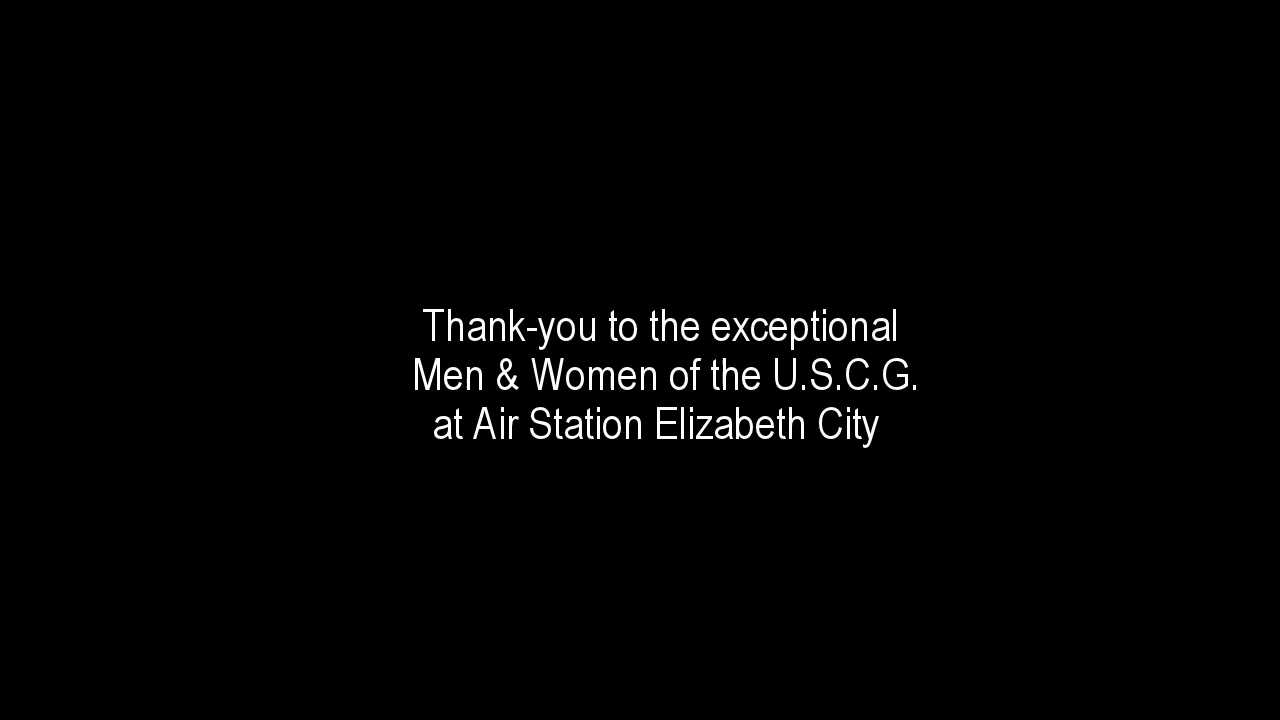 Thank-you to the exceptional
Men & Women of the U.S.C.G.
at Air Station Elizabeth City